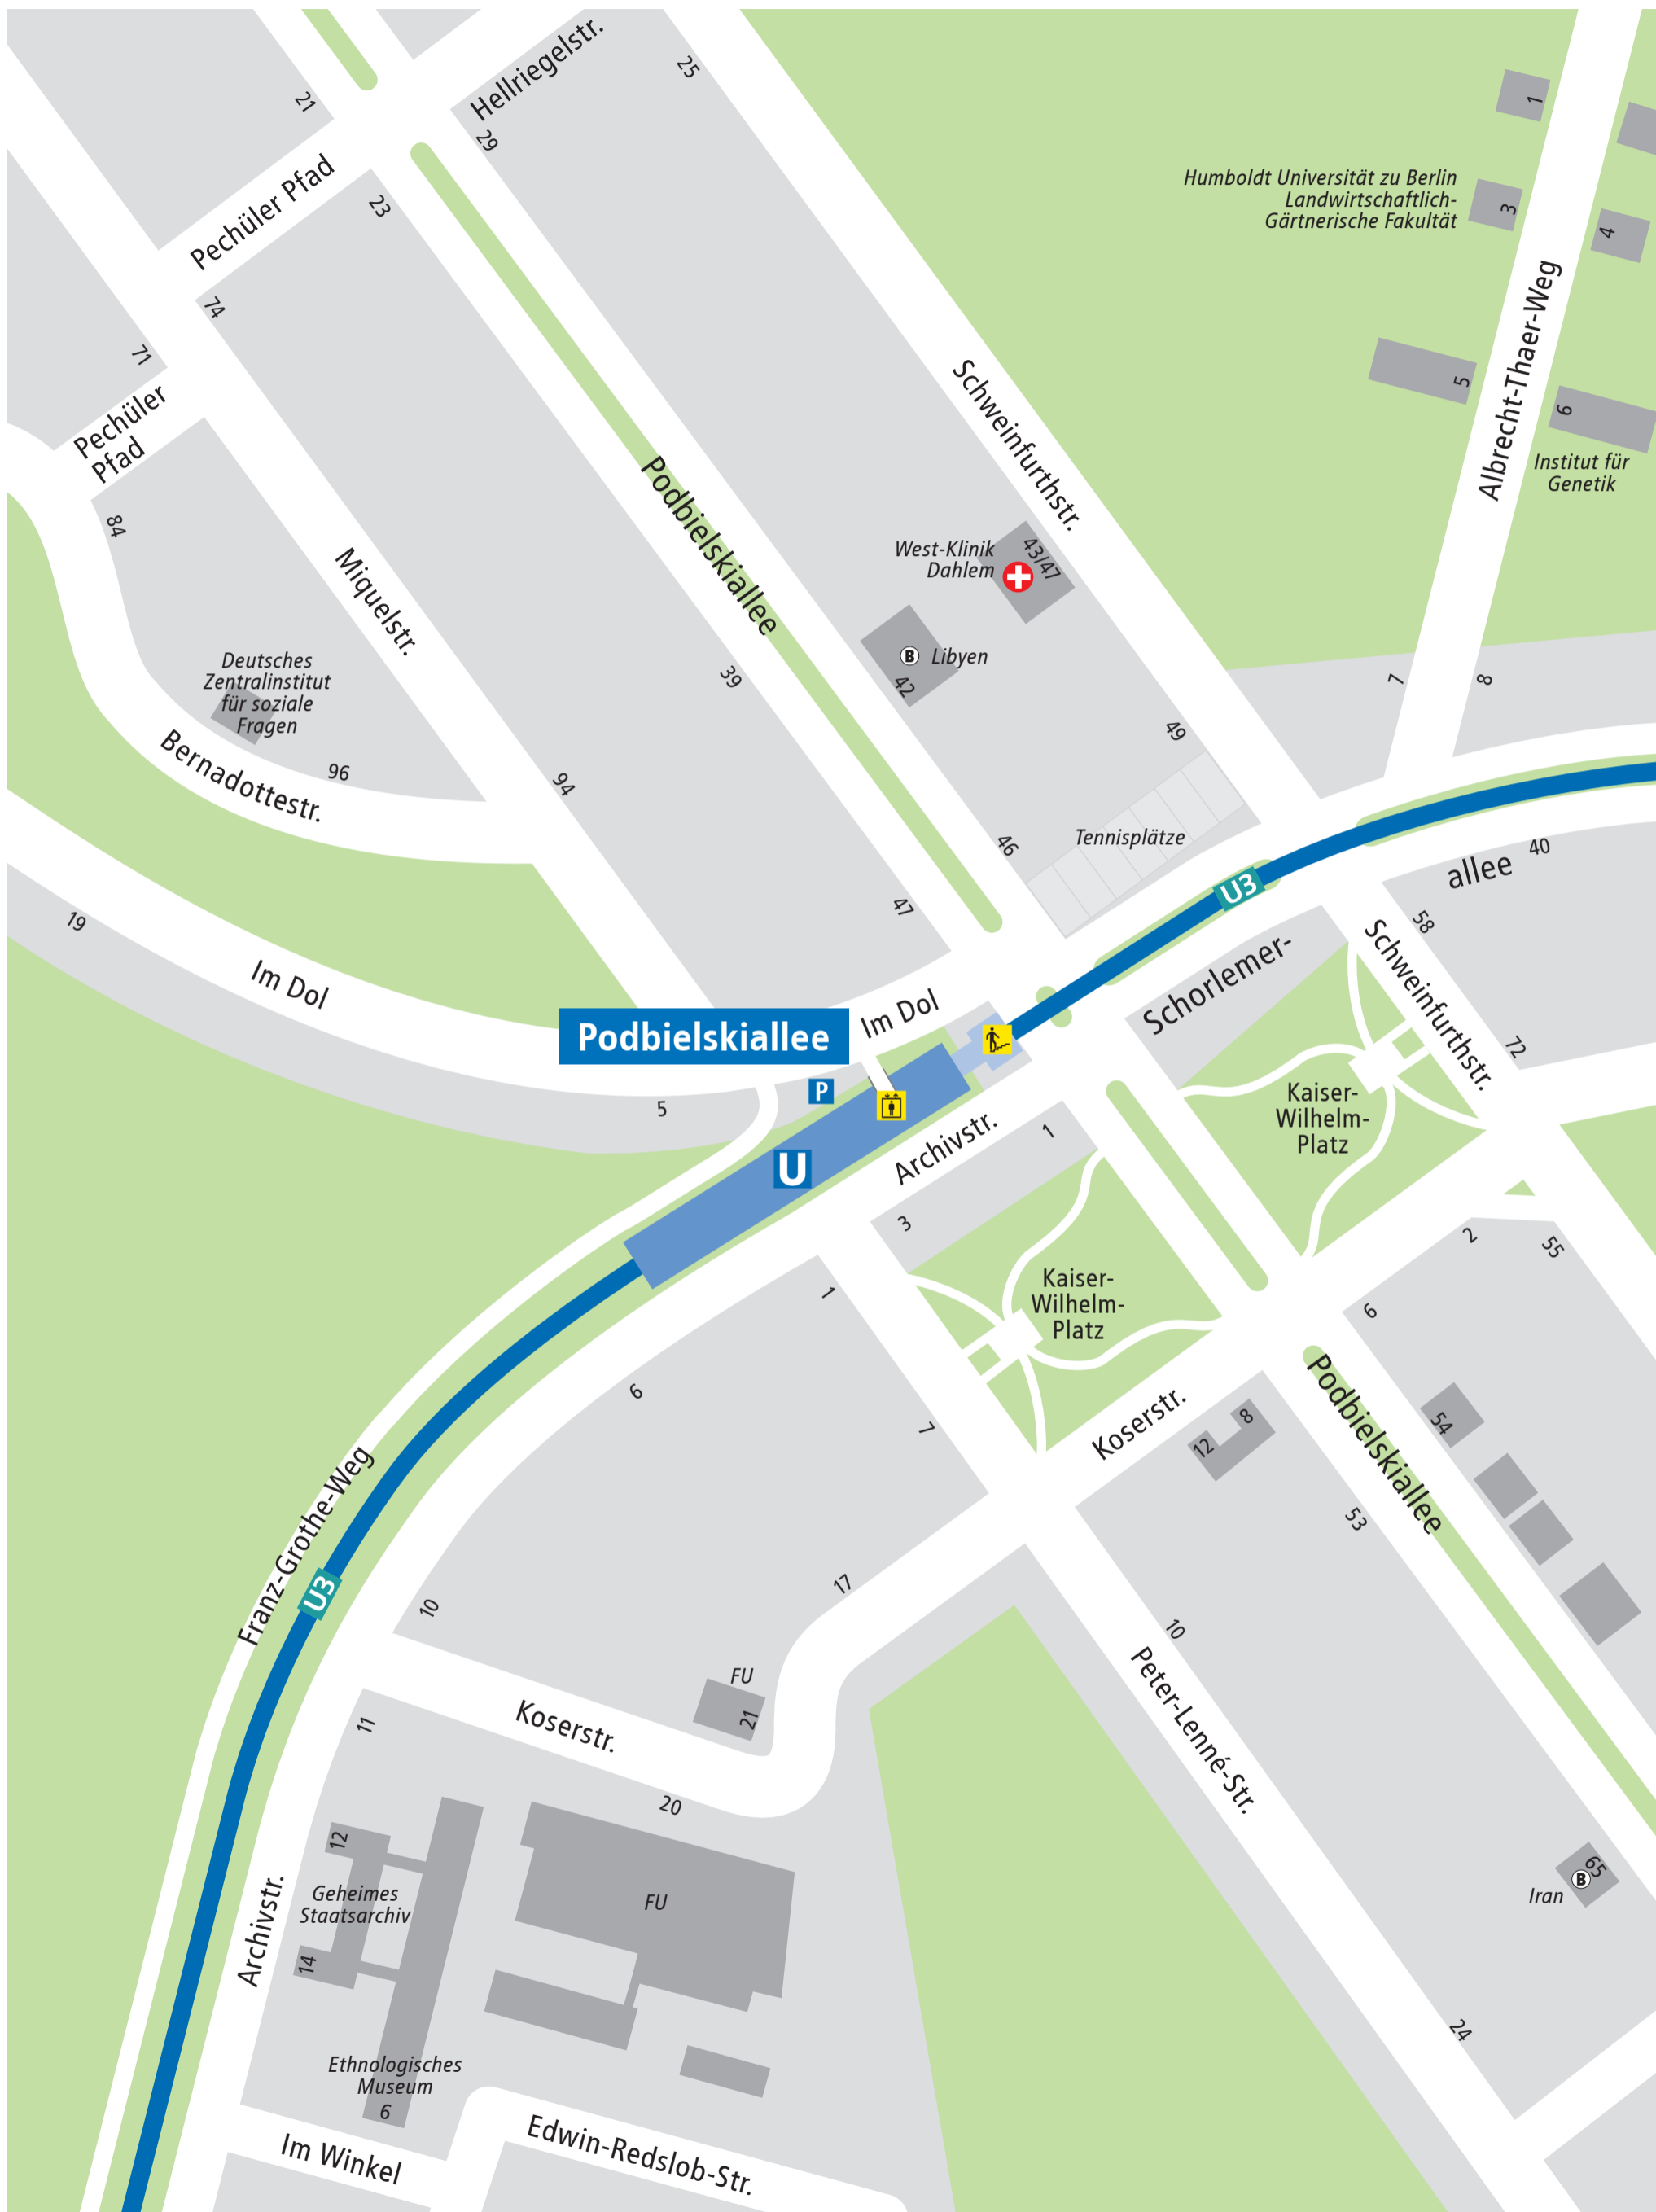 Hellriegelstr.
25
21
29
1
Pechüler Pfad
23
Humboldt Universität zu Berlin
Landwirtschaftlich-
Gärtnerische Fakultät
3
4
74
71
Albrecht-Thaer-Weg
5
6
Pechüler
Pfad
Schweinfurthstr.
Institut für
Genetik
84
Podbielskiallee
Miquelstr.
West-Klinik
Dahlem
43/47
B
Libyen
42
Deutsches
Zentralinstitut
für soziale
Fragen
39
7
8
49
Bernadottestr.
96
94
Tennisplätze
46
40
allee
U3
47
58
19
Im Dol
Schweinfurthstr.
Schorlemer-
Im Dol
Podbielskiallee
72
P
5
Kaiser-
Wilhelm-
Platz
Archivstr.
1
U
3
2
55
Kaiser-
Wilhelm-
Platz
1
6
6
Podbielskiallee
Koserstr.
8
12
54
7
53
Franz-Grothe-Weg
U3
17
10
10
Peter-Lenné-Str.
FU
21
Koserstr.
11
20
12
Geheimes
Staatsarchiv
14
FU
65
B
Iran
Archivstr.
24
Ethnologisches
Museum
6
Im Winkel
Edwin-Redslob-Str.